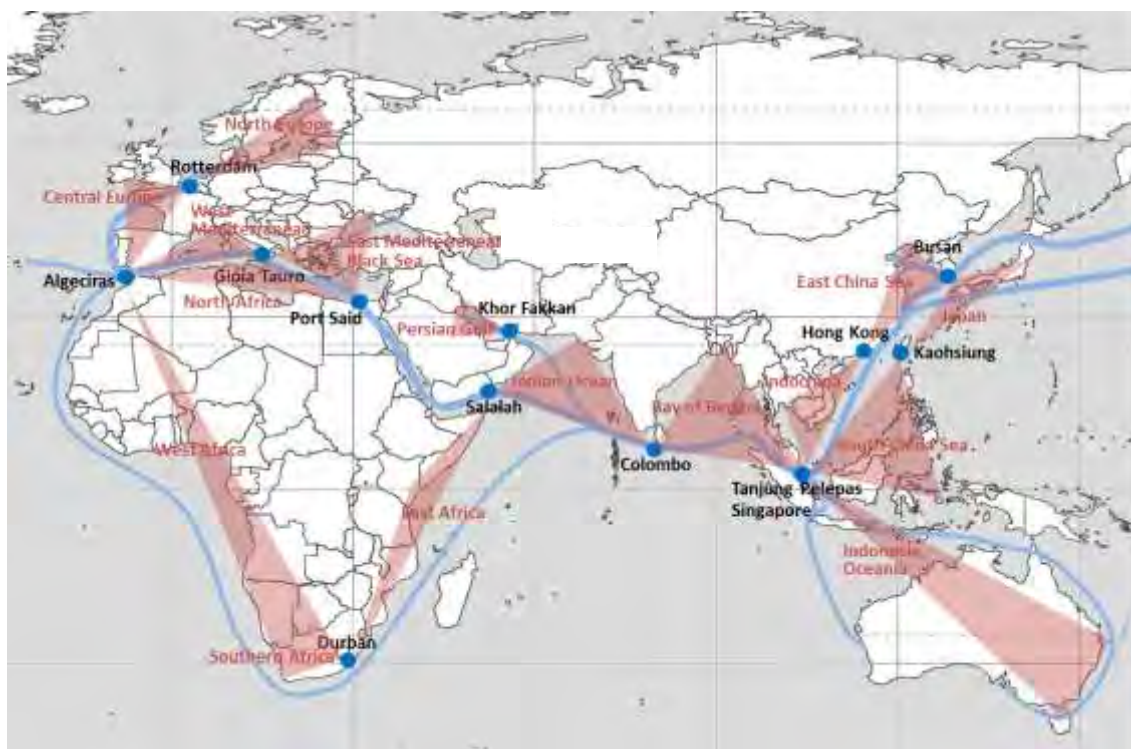 North Europe
Rotterdam
Central Europe
West
Mediterranean
East Mediterranean
Black Sea
Busan
Algeciras
Gioia Tauro
East China Sea
North Africa
Port Said
Khor Fakkan
Persian Gulf
Japan
Hong Kong
Kaohsiung
Indian Ocean
Indochina
Salalah
Bay of Bengal
West Africa
South China Sea
Colombo
Tanjung Pelepas
Singapore
East Africa
Indonesia
Oceania
Durban
Southern Africa